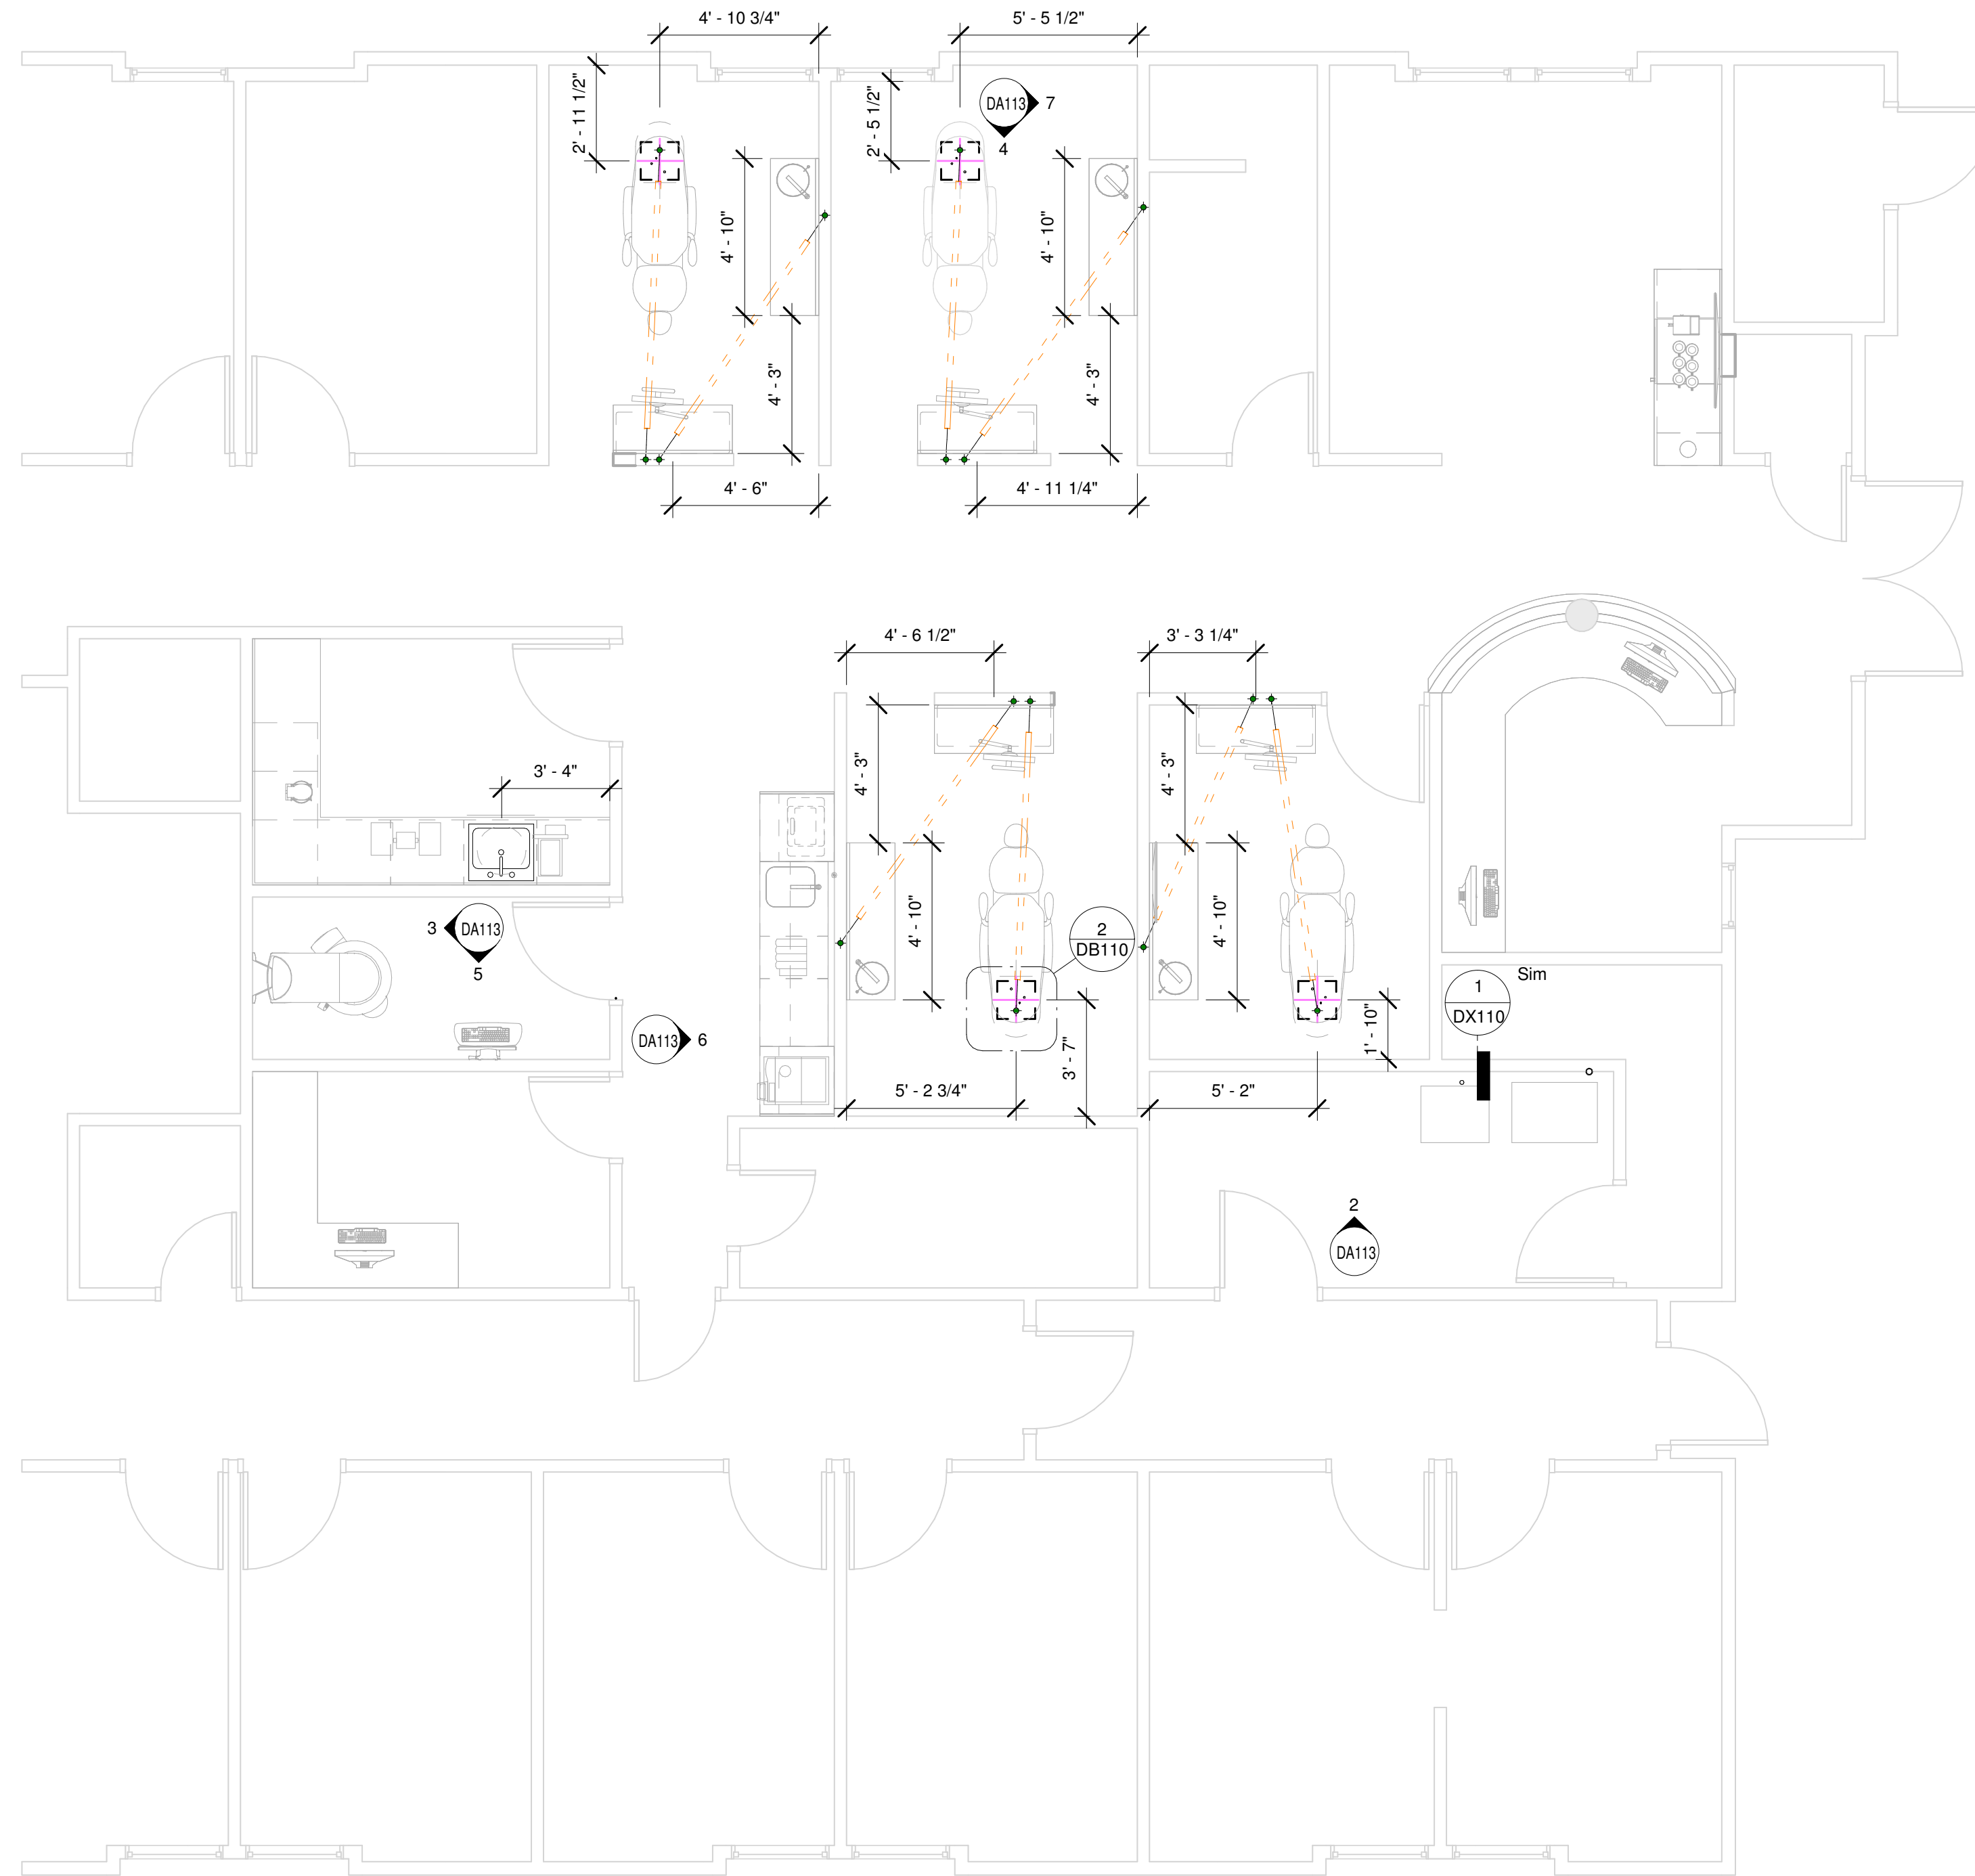 4' - 10 3/4"
5' - 5 1/2"
2' - 11 1/2"
2' - 5 1/2"
DA113
7
4
4' - 10"
4' - 10"
4' - 3"
4' - 3"
4' - 6"
4' - 11 1/4"
4' - 6 1/2"
3' - 3 1/4"
3' - 4"
4' - 3"
4' - 3"
4' - 10"
4' - 10"
3
DA113
5
2
DB110
Sim
1
DX110
DA113
6
3' - 7"
1' - 10"
5' - 2 3/4"
5' - 2"
2
DA113